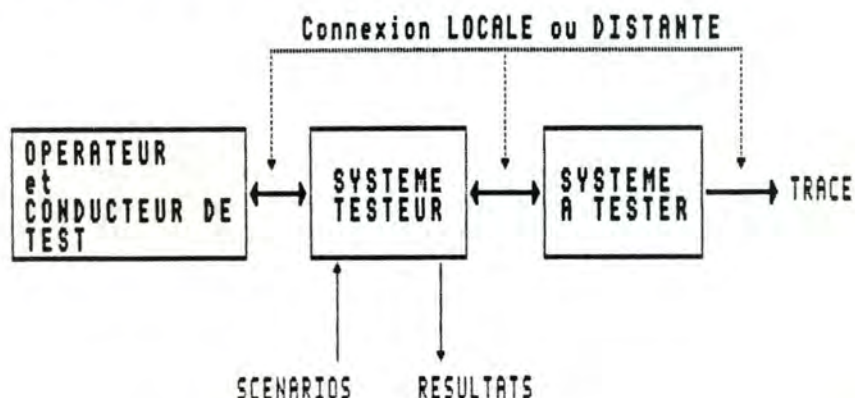 Connexion LOCALE ou DISTANTE
OPERATEUR
et
CONDUCTEUR DE
TEST
SYSTEME
TESTEUR
SYSTEME
A TESTER
TRACE
SCENARIOS
RESULTATS